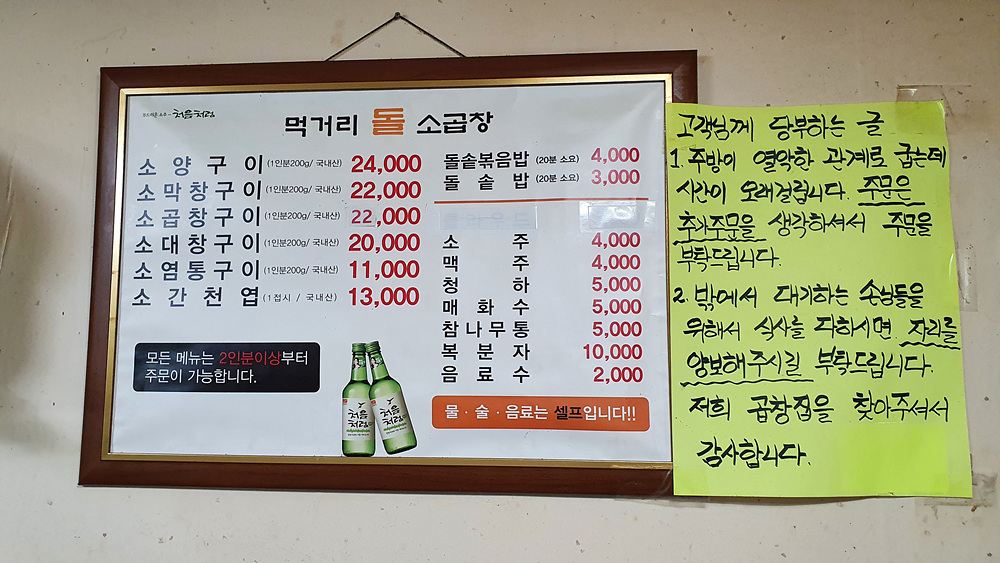 부드러운 소주 - 처음처럼
먹거리 돌 소곱창
소양구이 (1인분200g/ 국내산) 24,000
소막창구이 (1인분200g/ 국내산) 22,000
소곱창구이 (1인분200g/ 국내산) 22,000
소대창구이 (1인분200g/ 국내산) 20,000
소염통구이 (1인분200g/ 국내산) 11,000
소간천엽 (1접시 / 국내산) 13,000
모든 메뉴는 2인분이상부터
주문이 가능합니다.
처음
처럼
처음
처럼
돌솥볶음밥 (20분 소요) 4,000
돌솥밥 (20분 소요) 3,000
소주 4,000
맥주 4,000
청하 5,000
매화수 5,000
참나무통 5,000
복분자 10,000
음료수 2,000
물 · 술 · 음료는 셀프입니다!!
고객님께 당부하는 글
1. 주방이 열악한 관계로 굽는데
시간이 오래걸립니다. 주문은
추가주문을 생각하셔서 주문을
부탁드립니다.
2. 밖에서 대기하는 손님들을
위해서 식사를 다하시면, 자리를
양보해주시길 부탁드립니다.
저희 곱창집을 찾아주셔서
감사합니다.